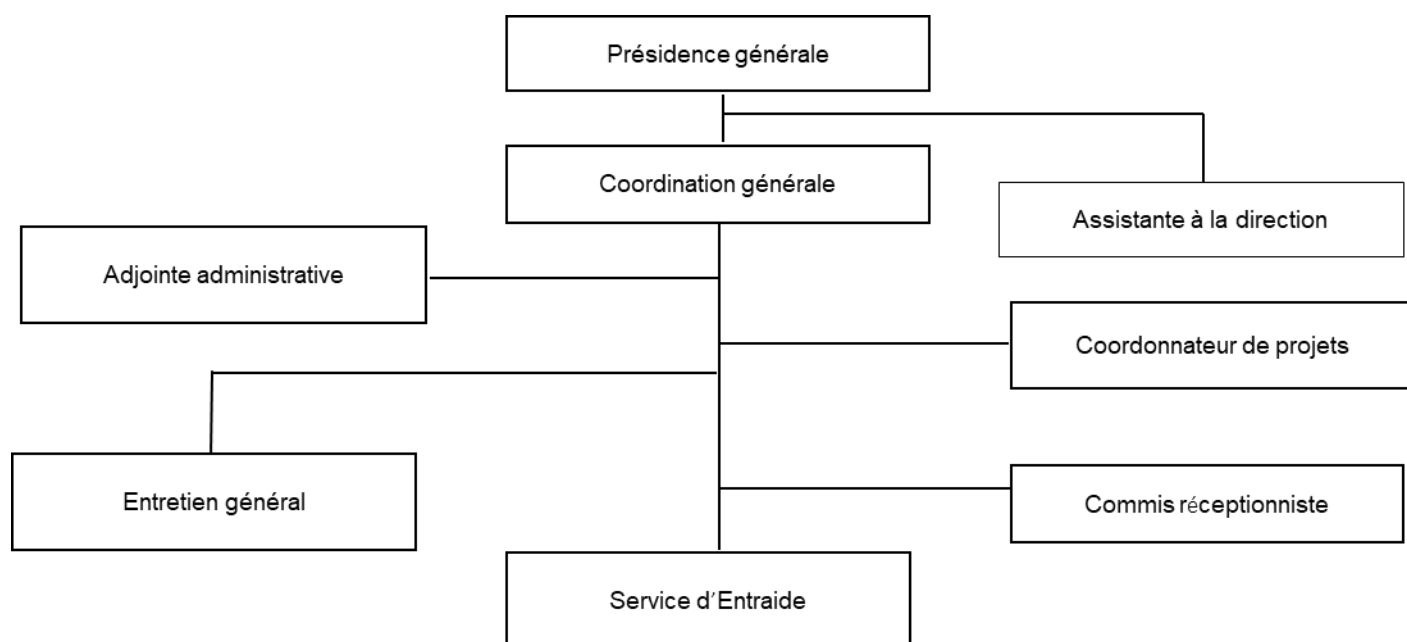 Présidence générale
Coordination générale
Assistante à la direction
Adjointe administrative
Coordonnateur de projets
Entretien général
Commis réceptionniste
Service d'Entraide